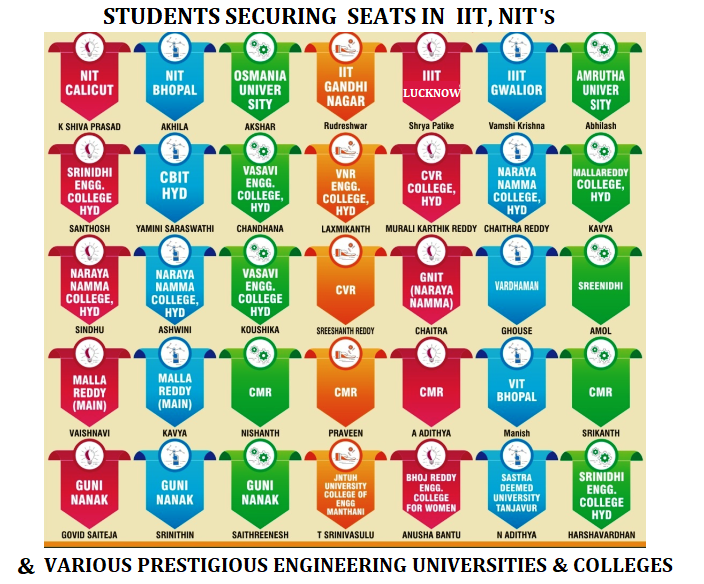 STUDENTS SECURING SEATS IN IIT, NIT's
NIT
CALICUT
K SHIVA PRASAD
NIT
BHOPAL
AKHILA
OSMANIA
UNIVER
SITY
AKSHAR
IIT
GANDHI
NAGAR
Rudreshwar
IIIT
LUCKNOW
Shrya Patike
IIIT
GWALIOR
Vamshi Krishna
AMRUTHA
UNIVER
SITY
Abhilash
SRINIDHI
ENGG.
COLLEGE
HYD
SANTHOSH
CBIT
HYD
YAMINI SARASWATHI
VASAVI
ENGG.
COLLEGE,
HYD
CHANDHANA
VNR
ENGG.
COLLEGE,
HYD
LAXMIKANTH
CVR
COLLEGE,
HYD
MURALI KARTHIK REDDY
NARAYA
NAMMA
COLLEGE,
HYD
CHAITHRA REDDY
MALLAREDDY
COLLEGE,
HYD
KAVYA
NARAYA
NAMMA
COLLEGE,
HYD
SINDHU
NARAYA
NAMMA
COLLEGE,
HYD
ASHWINI
VASAVI
ENGG.
COLLEGE
HYD
KOUSHIKA
CVR
SREESHANTH REDDY
GNIT
(NARAYA
NAMMA)
CHAITRA
VARDHAMAN
GHOUSE
SREENIDHI
AMOL
MALLA
REDDY
(MAIN)
VAISHNAVI
MALLA
REDDY
(MAIN)
KAVYA
CMR
NISHANTH
CMR
PRAVEEN
CMR
A ADITHYA
VIT
BHOPAL
Manish
CMR
SRIKANTH
GUNI
NANAK
GOVID SAITEJA
GUNI
NANAK
SRINITHIN
GUNI
NANAK
SAITHREENESH
JNTUH
UNIVERSITY
COLLEGE OF
ENGG
MANTHANI
T SRINIVASULU
BHOJ REDDY
ENGG.
COLLEGE
FOR WOMEN
ANUSHA BANTU
SASTRA
DEEMED
UNIVERSITY
TANJAVUR
N ADITHYA
SRINIDHI
ENGG.
COLLEGE
HYD
HARSHAVARDHAN
& VARIOUS PRESTIGIOUS ENGINEERING UNIVERSITIES & COLLEGES